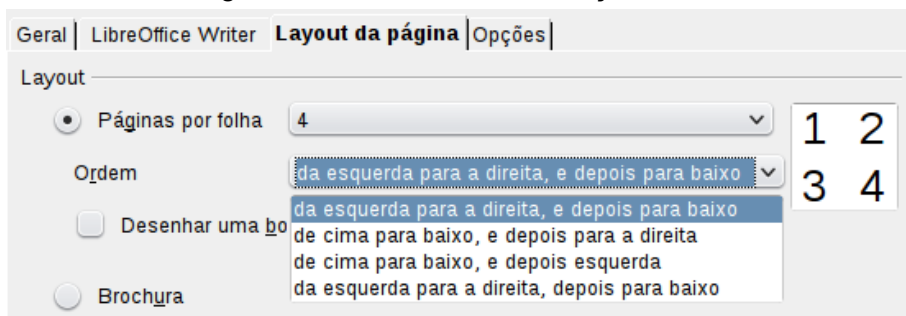 Geral LibreOffice Writer Layout da página Opções
Layout
Páginas por folha 4
1 2
Ordem da esquerda para a direita, e depois para baixo
3 4
da esquerda para a direita, e depois para baixo
Desenhar uma bo
de cima para baixo, e depois para a direita
de cima para baixo, e depois esquerda
Brochura
da esquerda para a direita, depois para baixo